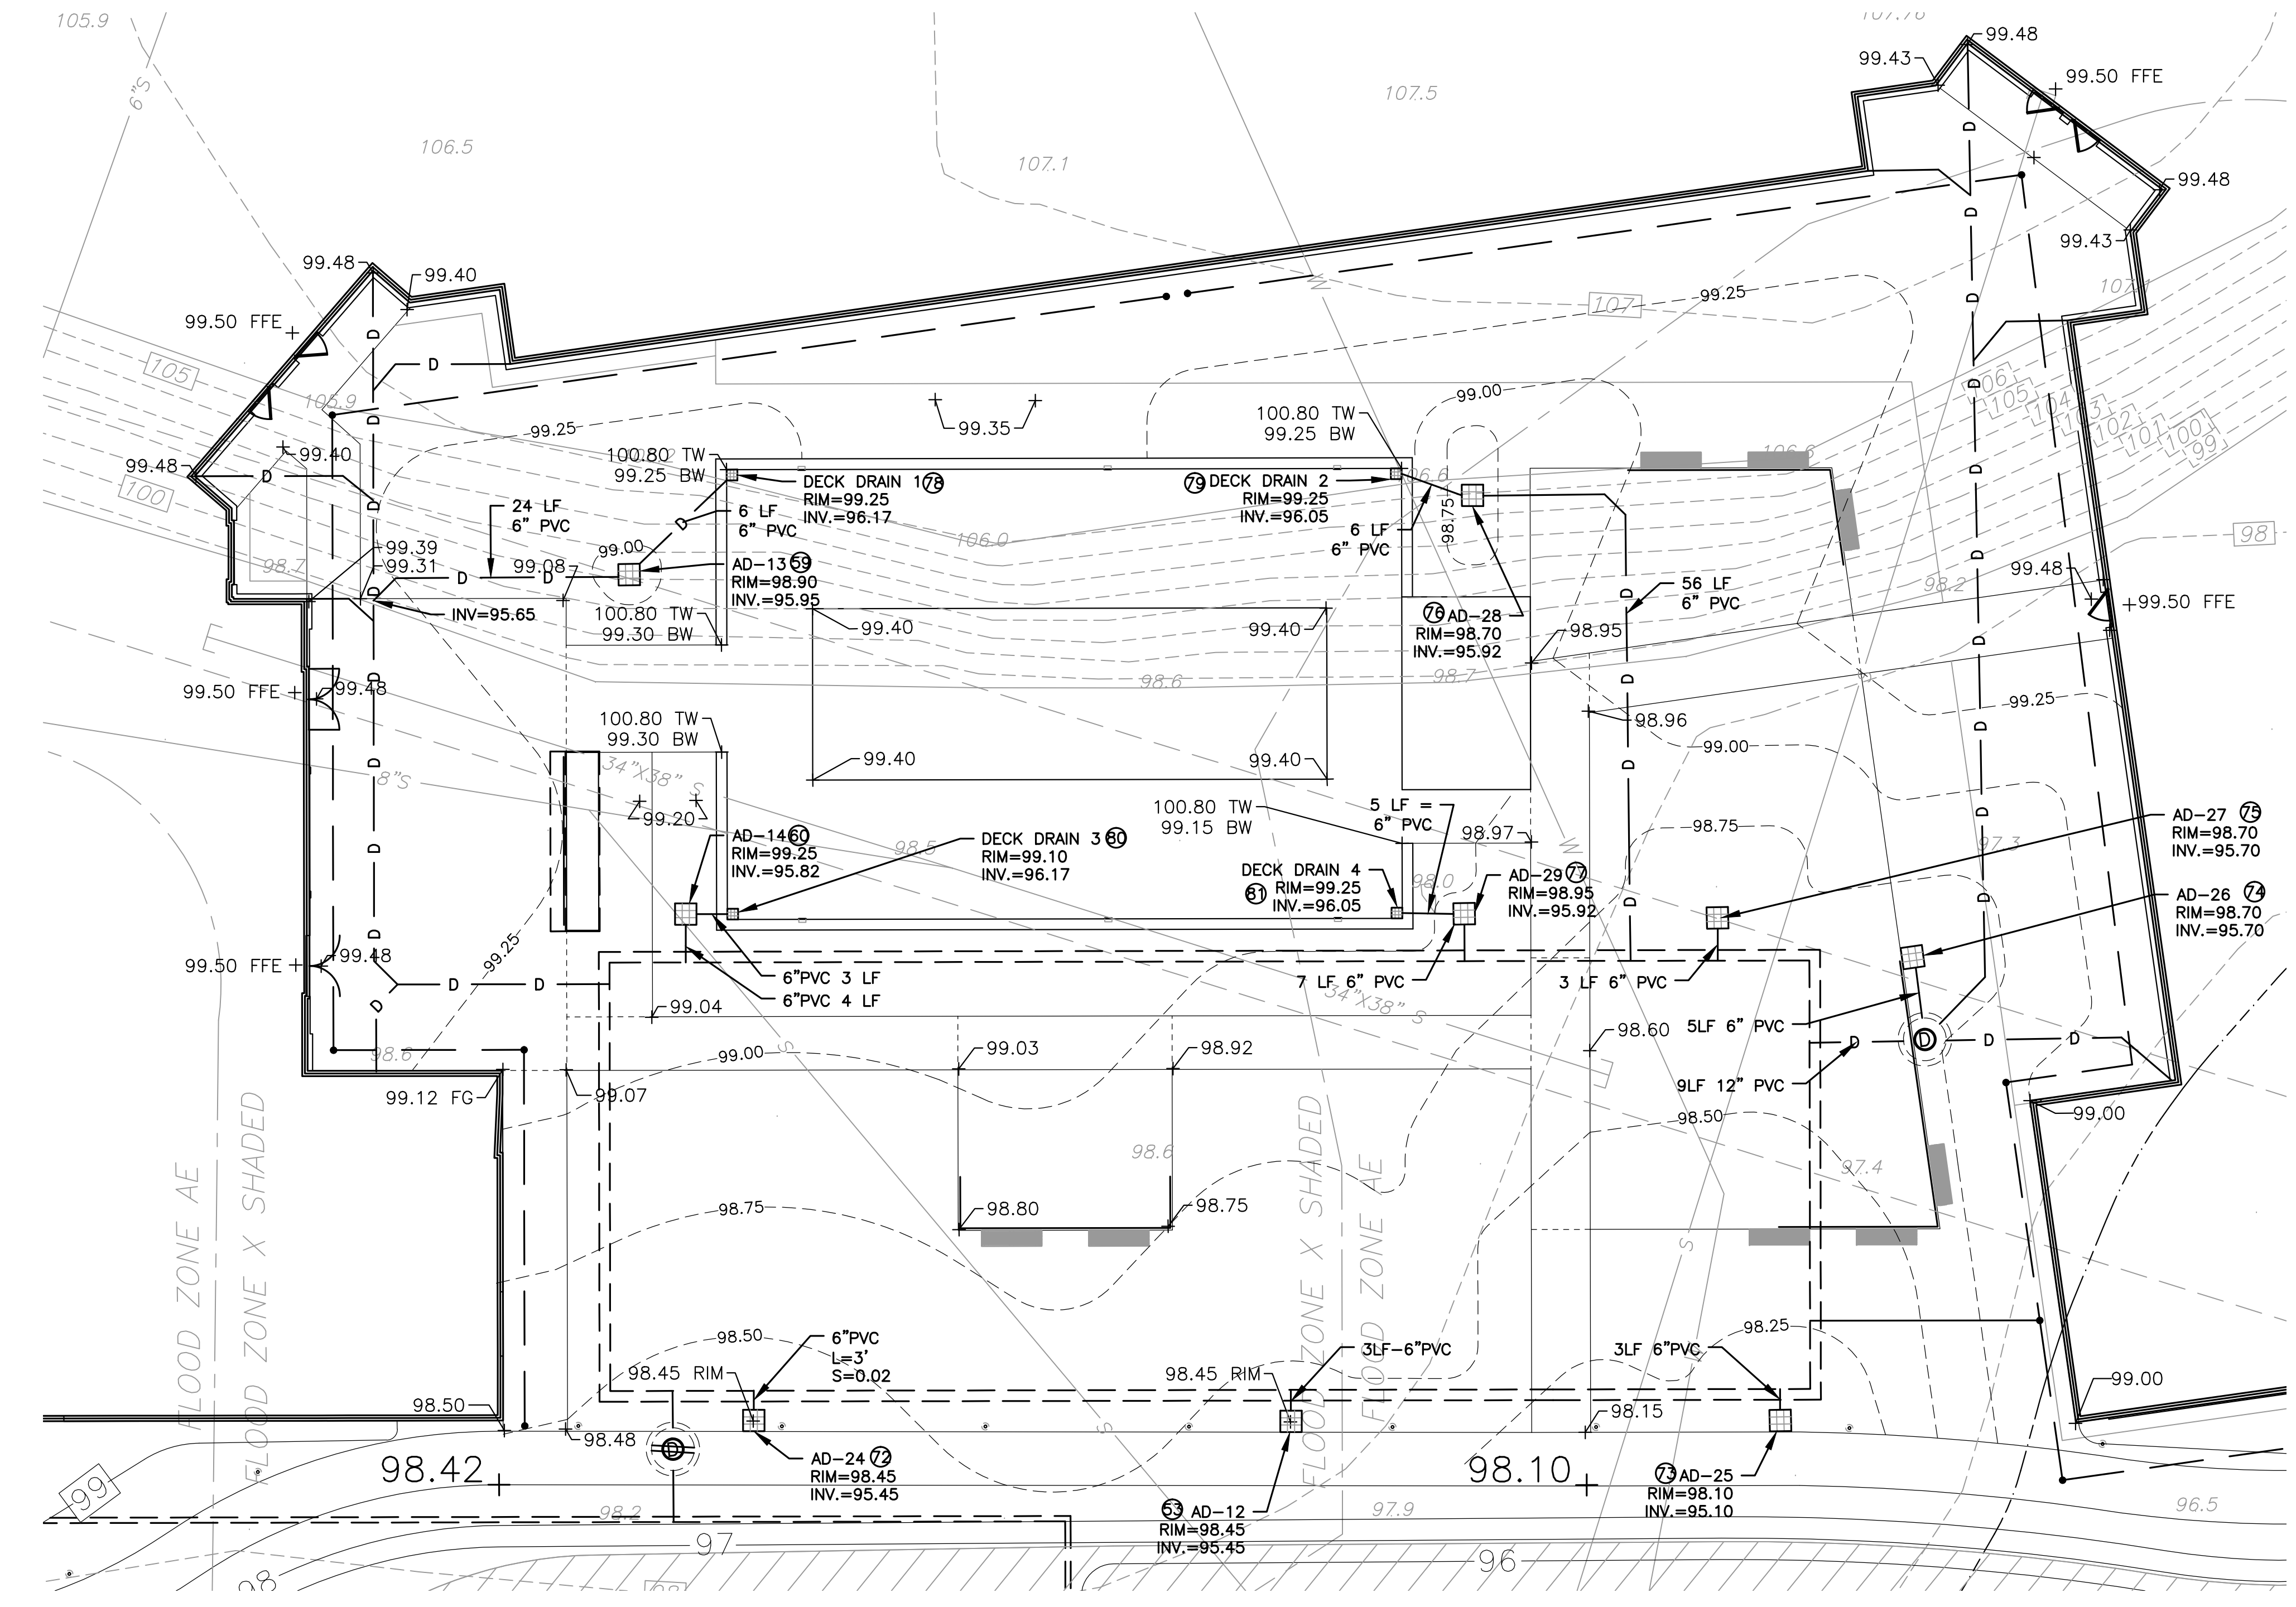 105.9
107.76
99.48
99.43
99.50 FFE
6"S
107.5
106.5
107.1
D
99.48
D
99.43
99.48
99.40
N
D
107
99.25
99.50 FFE
D
D
105
105.9
106
105
104
103
102
101
100
99
D
99.25
99.35
99.00
100.80 TW
99.25 BW
99.40
99.48
D
D
100.80 TW
99.25 BW
106.6
106.6
100
DECK DRAIN 1 78
RIM=99.25
INV.=96.17
79 DECK DRAIN 2
RIM=99.25
INV.=96.05
24 LF
6" PVC
6 LF
6" PVC
D
98.75
6 LF
6" PVC
98
D
106.0
99.39
99.31
99.08
99.00
98.7
D
D
D
AD-13 59
RIM=98.90
INV.=95.95
56 LF
6" PVC
98.2
99.48
99.50 FFE
INV=95.65
100.80 TW
99.30 BW
99.40
99.40
76 AD-28
RIM=98.70
INV.=95.92
98.95
D
D
D
98.6
98.7
99.50 FFE
99.48
D
D
99.25
100.80 TW
99.30 BW
98.96
D
99.00
99.40
99.40
D
34"X38" S
8"S
D
D
99.20
100.80 TW
99.15 BW
5 LF =
6" PVC
98.97
98.75
AD-27 75
RIM=98.70
INV.=95.70
AD-14 60
RIM=99.25
INV.=95.82
DECK DRAIN 3 80
RIM=99.10
INV.=96.17
98.5
N
97.3
D
DECK DRAIN 4
81 RIM=99.25
INV.=96.05
98.0
AD-29 77
RIM=98.95
INV.=95.92
D
D
AD-26 74
RIM=98.70
INV.=95.70
D
99.25
99.50 FFE
99.48
D
D
D
6"PVC 3 LF
6"PVC 4 LF
7 LF 6" PVC
3 LF 6" PVC
34"X38" S
99.04
5LF 6" PVC
98.60
D
D
D
D
98.6
S
99.00
99.03
98.92
9LF 12" PVC
99.12 FG
99.07
98.50
99.00
98.6
97.4
98.75
98.80
98.75
FLOOD ZONE AE
FLOOD ZONE X SHADED
FLOOD ZONE X SHADED
FLOOD ZONE AE
S
98.50
6"PVC
L=3'
S=0.02
98.45 RIM
98.45 RIM
3LF-6"PVC
3LF 6"PVC
98.25
99.00
98.50
98.48
D
S
98.15
98.42
AD-24 72
RIM=98.45
INV.=95.45
98.10
73 AD-25
RIM=98.10
INV.=95.10
99
98.2
53 AD-12
RIM=98.45
INV.=95.45
97.9
96.5
97
96
98